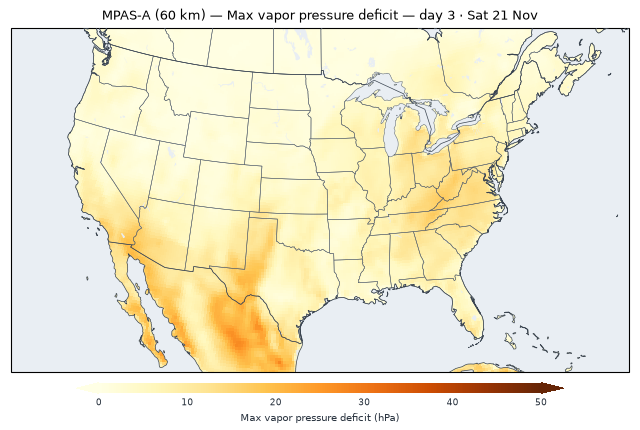 MPAS-A (60 km) — Max vapor pressure deficit — day 3 · Sat 21 Nov
0 10 20 30 40 50
Max vapor pressure deficit (hPa)